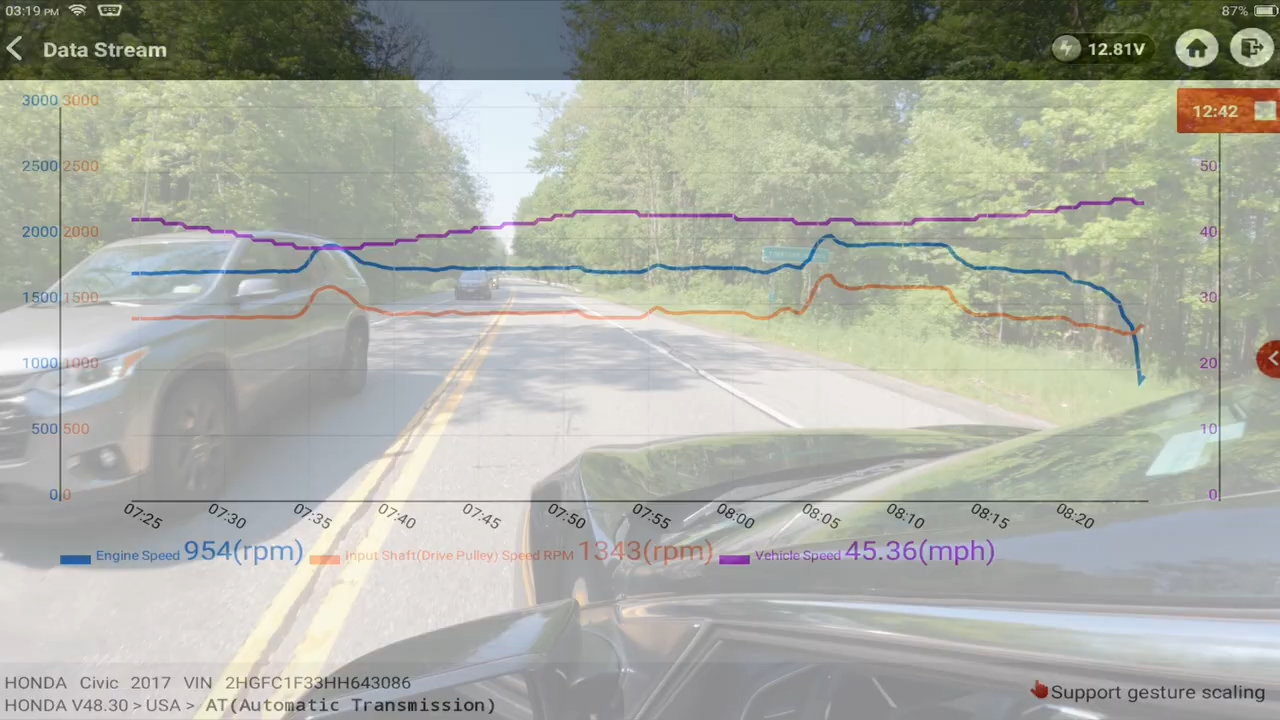 03:19 PM 87%
Data Stream 12.81V
12:42
3000 3000
2500 2500 50
2000 2000 40
1500 1500 30
1000 1000 20
500 500 10
0 0 0
07:25 07:30 07:35 07:40 07:45 07:50 07:55 08:00 08:05 08:10 08:15 08:20
Engine Speed 954(rpm) Input Shaft(Drive Pulley) Speed RPM 1343(rpm) Vehicle Speed 45.36(mph)
HONDA Civic 2017 VIN 2HGFC1F33HH643086
HONDA V48.30 > USA > AT(Automatic Transmission)
Support gesture scaling